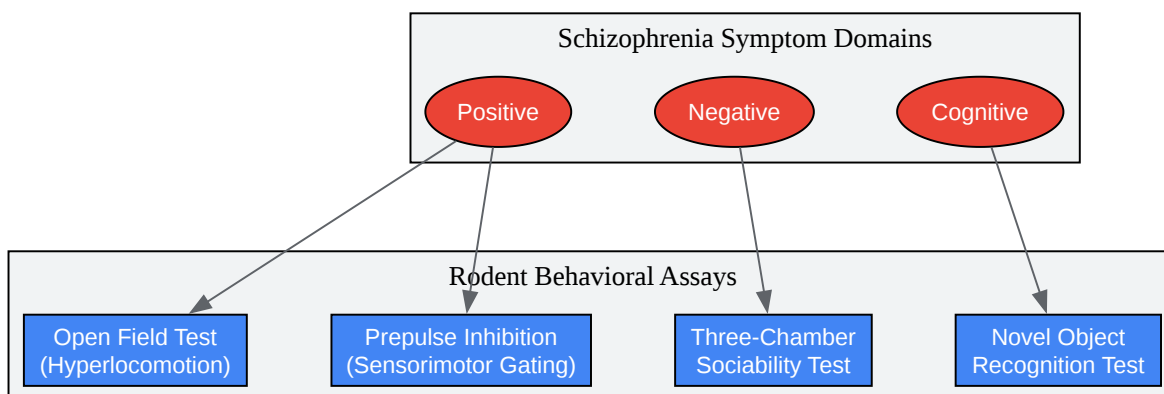 Schizophrenia Symptom Domains
Positive
Negative
Cognitive
Rodent Behavioral Assays
Open Field Test
(Hyperlocomotion)
Prepulse Inhibition
(Sensorimotor Gating)
Three-Chamber
Sociability Test
Novel Object
Recognition Test